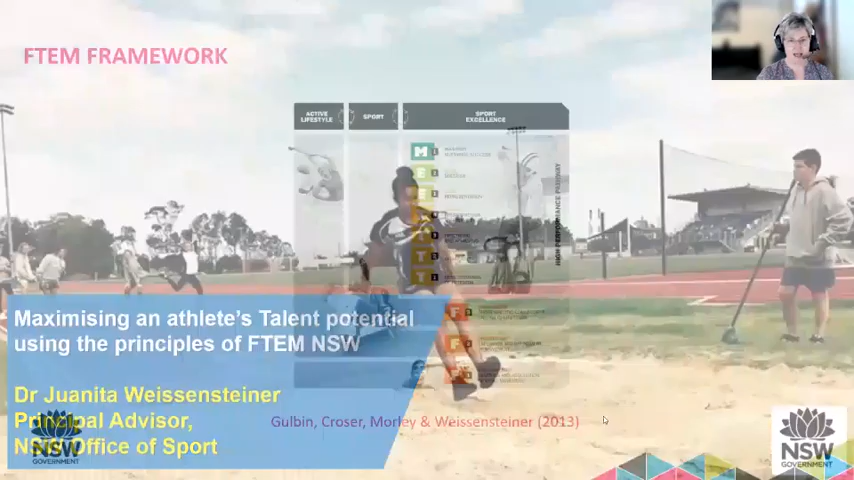 FTEM FRAMEWORK
NSW
GOVERNMENT
ACTIVE
LIFESTYLE
SPORT
SPORT
EXCELLENCE
M
E
E
T
T
F
F
F
HIGH PERFORMANCE PATHWAY
Maximising an athlete's Talent potential
using the principles of FTEM NSW
Dr Juanita Weissensteiner
Principal Advisor,
NSW Office of Sport
NSW
GOVERNMENT
Gulbin, Croser, Morley & Weissensteiner (2013)
NSW
GOVERNMENT